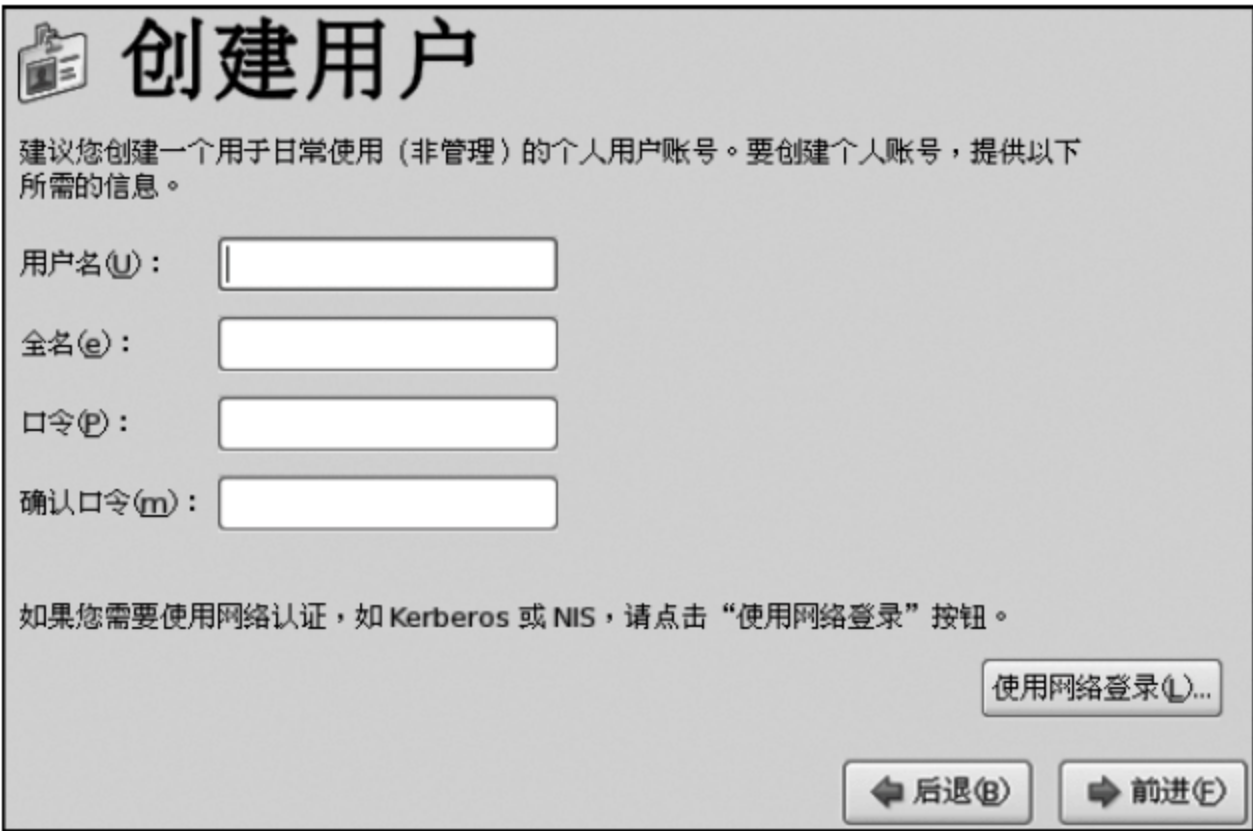 创建用户
建议您创建一个用于日常使用（非管理）的个人用户账号。要创建个人账号，提供以下
所需的信息。
用户名(U)：
全名(e)：
口令(P)：
确认口令(m)：
如果您需要使用网络认证，如 Kerberos 或 NIS，请点击“使用网络登录”按钮。
使用网络登录(L)...
后退(B)
前进(F)